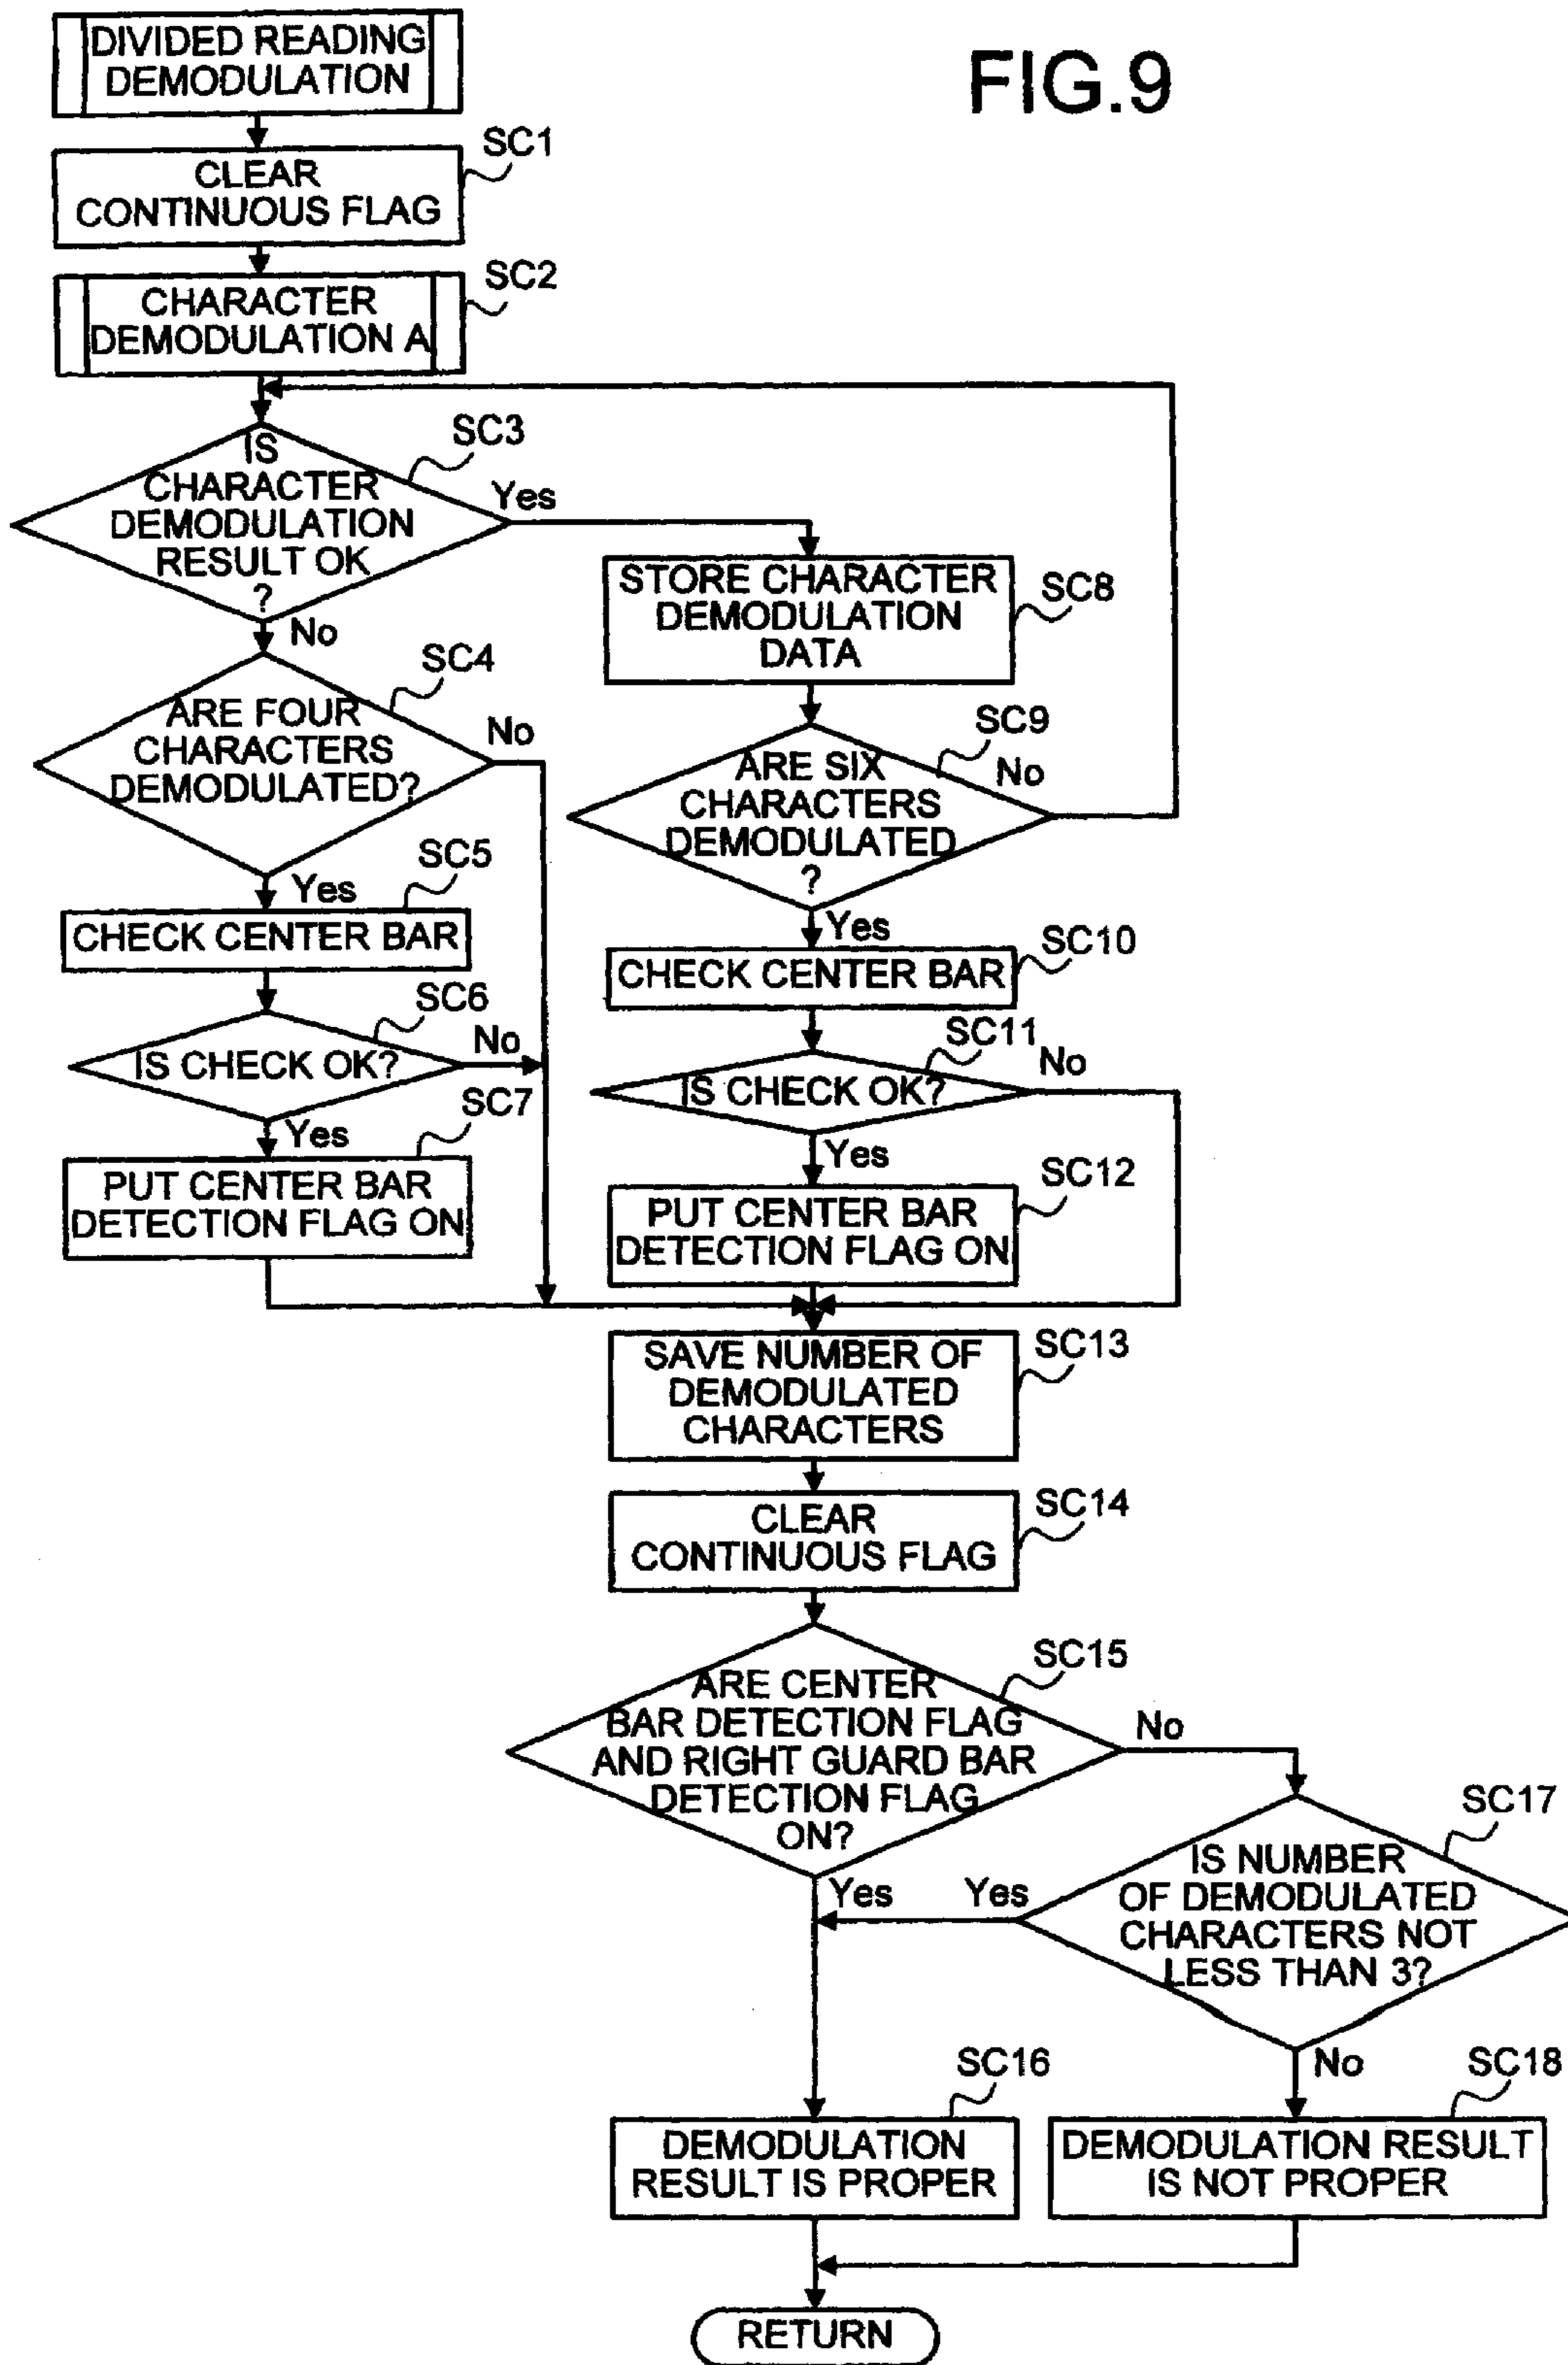 FIG.9
DIVIDED READING
DEMODULATION
SC1
CLEAR
CONTINUOUS FLAG
SC2
CHARACTER
DEMODULATION A
SC3
IS
CHARACTER
DEMODULATION
RESULT OK
?
Yes
No
SC4
ARE FOUR
CHARACTERS
DEMODULATED?
No
Yes
SC5
CHECK CENTER BAR
SC6
IS CHECK OK?
No
Yes
SC7
PUT CENTER BAR
DETECTION FLAG ON
STORE CHARACTER
DEMODULATION
DATA
SC8
SC9
ARE SIX
CHARACTERS
DEMODULATED
?
No
Yes
SC10
CHECK CENTER BAR
SC11
IS CHECK OK?
No
Yes
SC12
PUT CENTER BAR
DETECTION FLAG ON
SC13
SAVE NUMBER OF
DEMODULATED
CHARACTERS
SC14
CLEAR
CONTINUOUS FLAG
SC15
ARE CENTER
BAR DETECTION FLAG
AND RIGHT GUARD BAR
DETECTION FLAG
ON?
No
Yes
SC17
IS NUMBER
OF DEMODULATED
CHARACTERS NOT
LESS THAN 3?
Yes
No
SC16
DEMODULATION
RESULT IS PROPER
SC18
DEMODULATION RESULT
IS NOT PROPER
RETURN